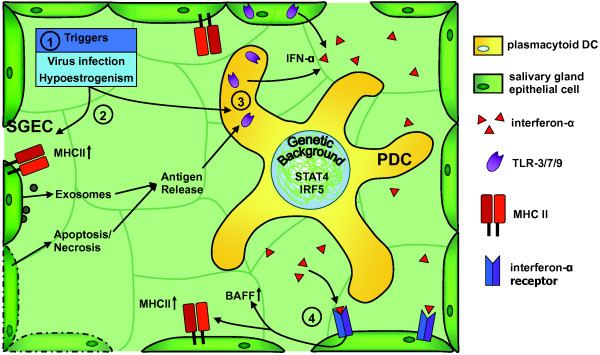 1 Triggers
Virus infection
Hypoestrogenism
2
SGEC
MHCII
Exosomes
Apoptosis/
Necrosis
Antigen
Release
IFN-α
3
Genetic
Background
STAT4
IRF5
PDC
MHCII
BAFF
4
plasmacytoid DC
salivary gland
epithelial cell
interferon-α
TLR-3/7/9
MHC II
interferon-α
receptor